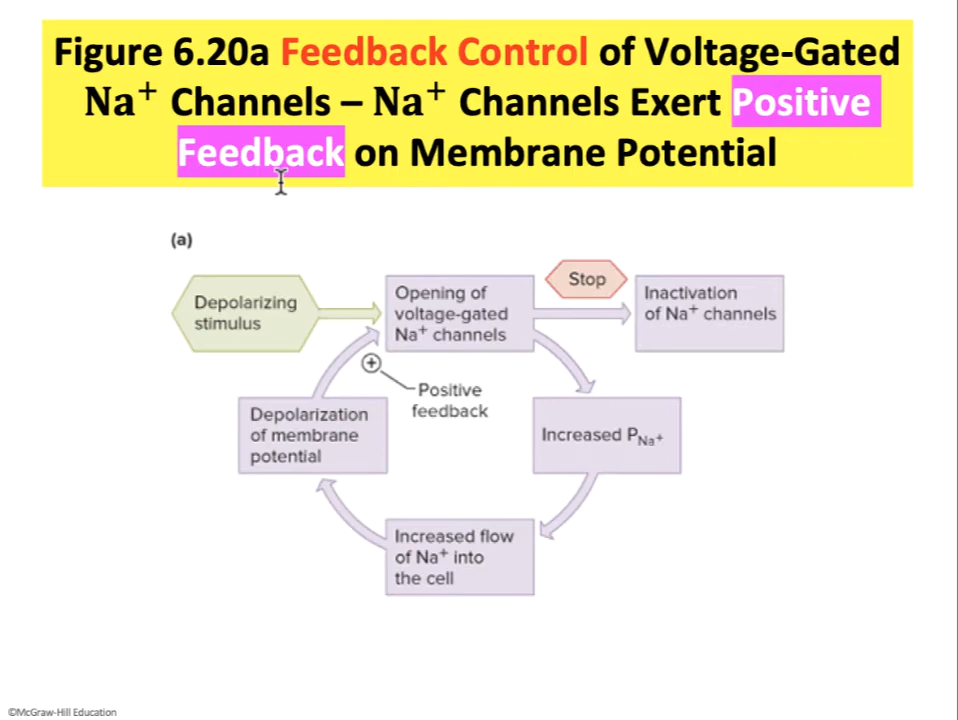 Figure 6.20a Feedback Control of Voltage-Gated
Na⁺ Channels – Na⁺ Channels Exert Positive
Feedback on Membrane Potential
(a)
Depolarizing
stimulus
Opening of
voltage-gated
Na⁺ channels
Stop
Inactivation
of Na⁺ channels
+
Positive
feedback
Depolarization
of membrane
potential
Increased P_Na⁺
Increased flow
of Na⁺ into
the cell
©McGraw-Hill Education